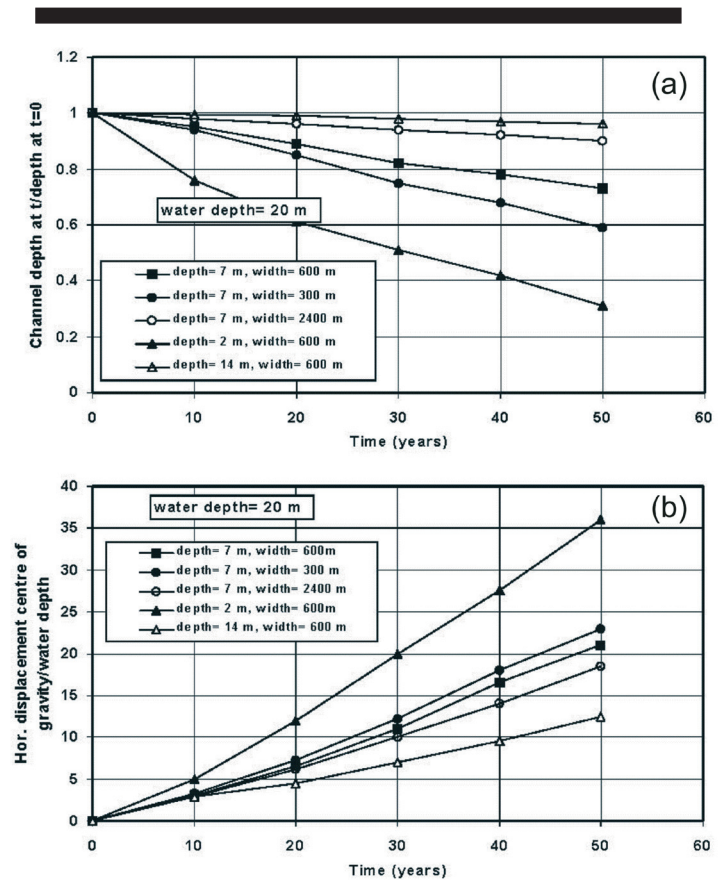 (a)
1.2
1
0.8
0.6
0.4
0.2
0
Channel depth at t/depth at t=0
water depth= 20 m
depth= 7 m, width= 600 m
depth= 7 m, width= 300 m
depth= 7 m, width= 2400 m
depth= 2 m, width= 600 m
depth= 14 m, width= 600 m
0 10 20 30 40 50 60
Time (years)
(b)
40
35
30
25
20
15
10
5
0
Hor. displacement centre of
gravity/water depth
water depth= 20 m
depth= 7 m, width= 600m
depth= 7 m, width= 300 m
depth= 7 m, width= 2400 m
depth= 2 m, width= 600m
depth= 14 m, width= 600 m
0 10 20 30 40 50 60
Time (years)